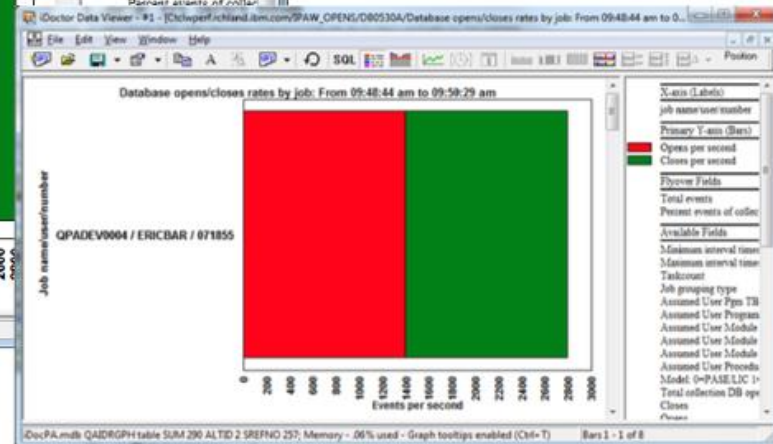 Percent events of collec
iDoctor Data Viewer - #1 - [Ctclwperf.rchland.ibm.com/SPAW_OPENS/DB0530A/Database opens/closes rates by job: From 09:48:44 am to 0...
File Edit View Window Help
SQL
Position
Database opens/closes rates by job: From 09:48:44 am to 09:50:29 am
Job name/user/number
QPADEV0004 / ERICBAR / 071855
0 200 400 600 800 1000 1200 1400 1600 1800 2000 2200 2400 2600 2800 3000
Events per second
X-axis (Labels)
job name/user/number
Primary Y-axis (Bars)
Opens per second
Closes per second
Flyover Fields
Total events
Percent events of collec
Available Fields
Minimum interval times
Maximum interval times
Taskcount
Job grouping type
Assumed User Pgm TB
Assumed User Program
Assumed User Module
Assumed User Module
Assumed User Module
Assumed User Procedu
Model: 0=PASE/LIC 1=
Total collection DB ope
Closes
Opens
iDocPA.mdb QAIDRGPH table SUM 290 ALTID 2 SREFNO 257; Memory - .06% used - Graph tooltips enabled (Ctrl+T)
Bars 1 - 1 of 8